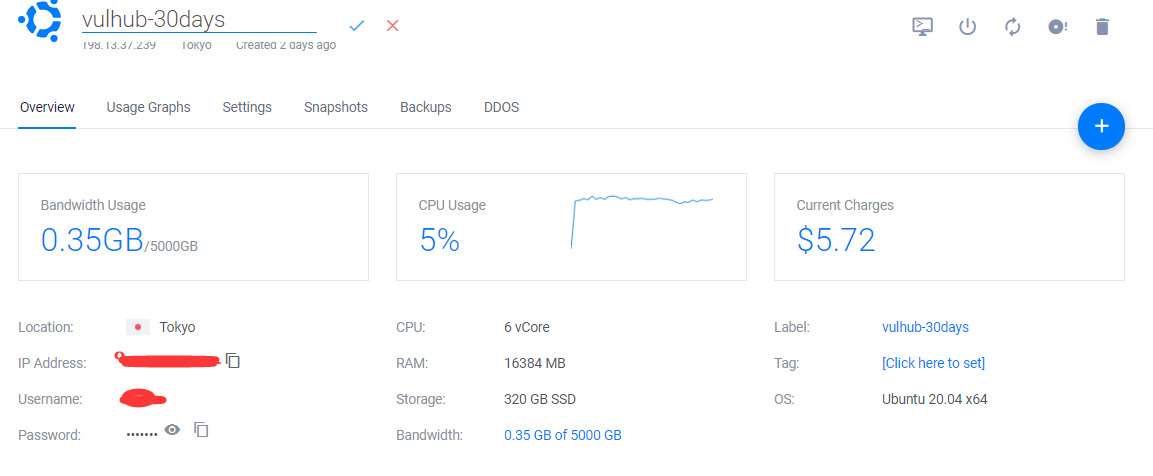 vulhub-30days
198.13.37.239 Tokyo Created 2 days ago
Overview Usage Graphs Settings Snapshots Backups DDOS
+
Bandwidth Usage
0.35GB/5000GB
CPU Usage
5%
Current Charges
$5.72
Location: Tokyo
IP Address:
Username:
Password: .......
CPU: 6 vCore
RAM: 16384 MB
Storage: 320 GB SSD
Bandwidth: 0.35 GB of 5000 GB
Label: vulhub-30days
Tag: [Click here to set]
OS: Ubuntu 20.04 x64